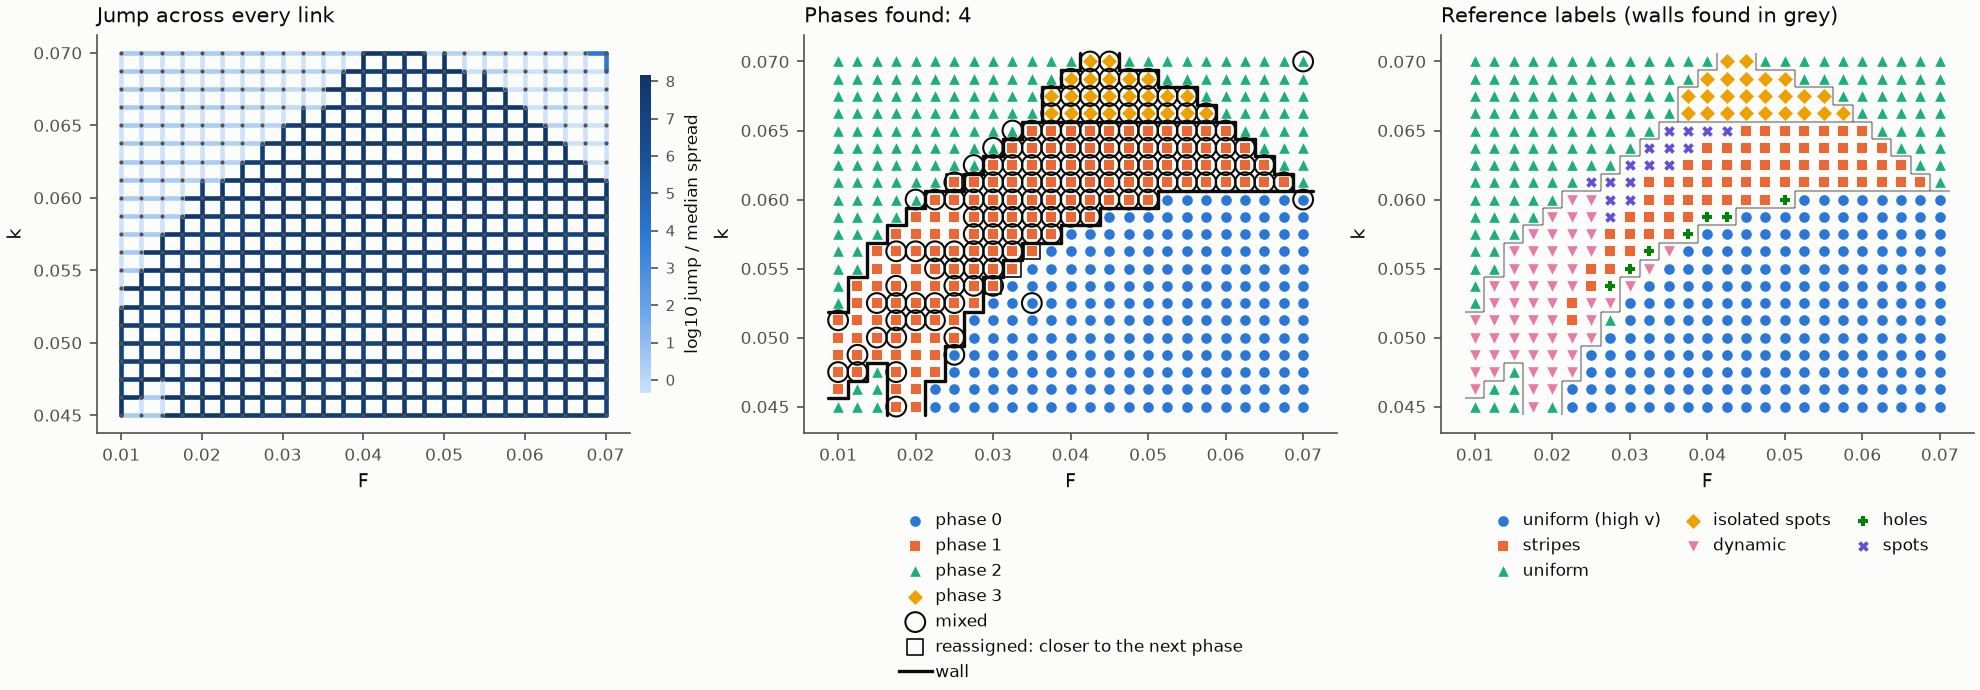 Jump across every link
0.070
0.065
0.060
0.055
0.050
0.045
k
0.01 0.02 0.03 0.04 0.05 0.06 0.07
F
8
7
6
5
4
3
2
1
0
log10 jump / median spread
Phases found: 4
0.070
0.065
0.060
0.055
0.050
0.045
k
0.01 0.02 0.03 0.04 0.05 0.06 0.07
F
phase 0
phase 1
phase 2
phase 3
mixed
reassigned: closer to the next phase
wall
Reference labels (walls found in grey)
0.070
0.065
0.060
0.055
0.050
0.045
k
0.01 0.02 0.03 0.04 0.05 0.06 0.07
F
uniform (high v) isolated spots holes
stripes dynamic spots
uniform